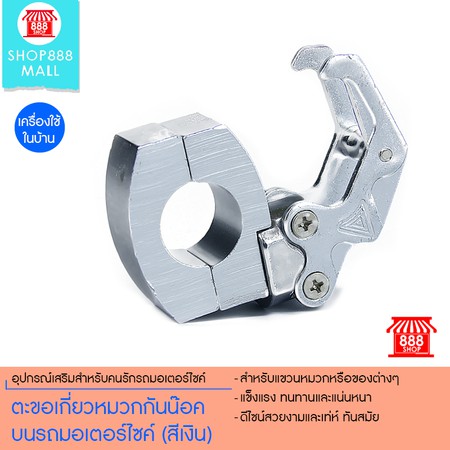 888
SHOP
SHOP888
MALL
เครื่องใช้
ในบ้าน
888
SHOP
อุปกรณ์เสริมสำหรับคนรักรถมอเตอร์ไซค์
ตะขอเกี่ยวหมวกกันน๊อค
บนรถมอเตอร์ไซค์ (สีเงิน)
- สำหรับแขวนหมวกหรือของต่างๆ
- แข็งแรง ทนทานและแน่นหนา
- ดีไซน์สวยงามและเท่ห์ ทันสมัย
888
SHOP